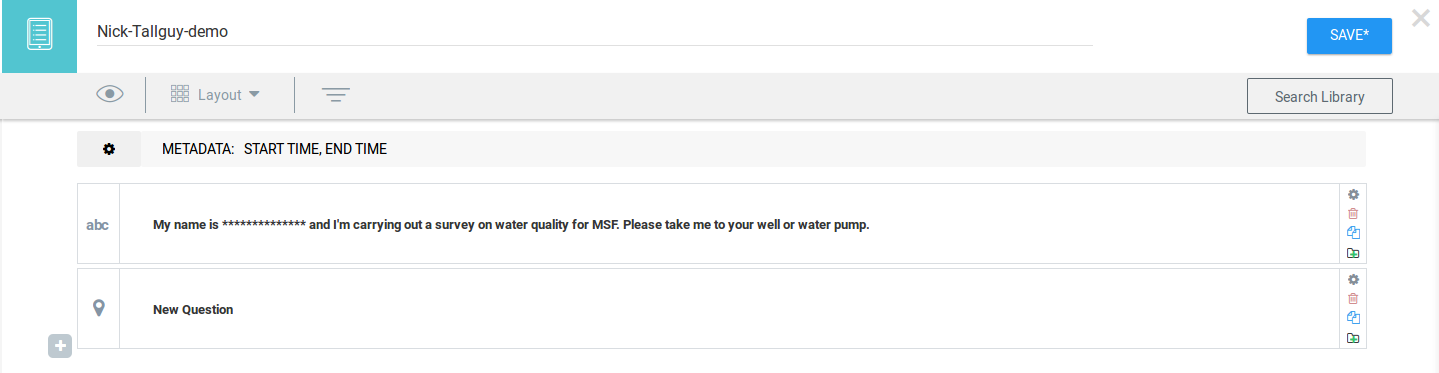 Nick-Tallguy-demo
SAVE*
Layout
Search Library
METADATA: START TIME, END TIME
abc
My name is ************** and I'm carrying out a survey on water quality for MSF. Please take me to your well or water pump.
New Question